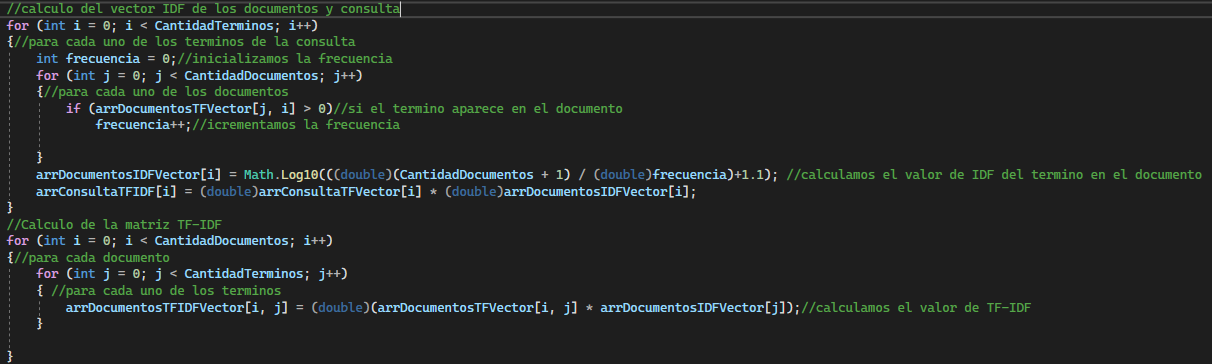 //calculo del vector IDF de los documentos y consulta
for (int i = 0; i < CantidadTerminos; i++)
{//para cada uno de los terminos de la consulta
    int frecuencia = 0;//inicializamos la frecuencia
    for (int j = 0; j < CantidadDocumentos; j++)
    {//para cada uno de los documentos
        if (arrDocumentosTFVector[j, i] > 0)//si el termino aparece en el documento
            frecuencia++;//icrementamos la frecuencia
    }
    arrDocumentosIDFVector[i] = Math.Log10(((double)(CantidadDocumentos + 1) / (double)frecuencia)+1.1); //calculamos el valor de IDF del termino en el documento
    arrConsultaTFIDF[i] = (double)arrConsultaTFVector[i] * (double)arrDocumentosIDFVector[i];
}
//Calculo de la matriz TF-IDF
for (int i = 0; i < CantidadDocumentos; i++)
{//para cada documento
    for (int j = 0; j < CantidadTerminos; j++)
    { //para cada uno de los terminos
        arrDocumentosTFIDFVector[i, j] = (double)(arrDocumentosTFVector[i, j] * arrDocumentosIDFVector[j]);//calculamos el valor de TF-IDF
    }
}